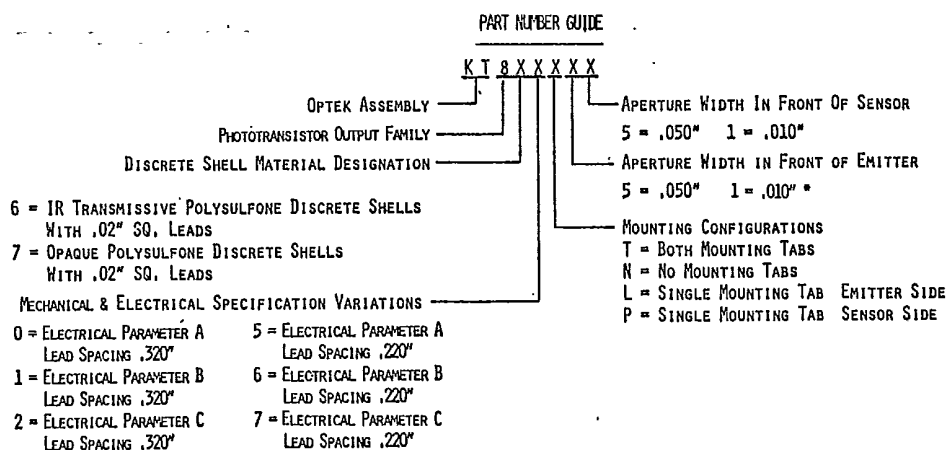 PART NUMBER GUIDE
K T 8 X X X X X
OPTEK ASSEMBLY
PHOTOTRANSISTOR OUTPUT FAMILY
DISCRETE SHELL MATERIAL DESIGNATION
6 = IR TRANSMISSIVE POLYSULFONE DISCRETE SHELLS
WITH .02" SQ. LEADS
7 = OPAQUE POLYSULFONE DISCRETE SHELLS
WITH .02" SQ. LEADS
MECHANICAL & ELECTRICAL SPECIFICATION VARIATIONS
0 = ELECTRICAL PARAMETER A
LEAD SPACING .320"
1 = ELECTRICAL PARAMETER B
LEAD SPACING .320"
2 = ELECTRICAL PARAMETER C
LEAD SPACING .320"
5 = ELECTRICAL PARAMETER A
LEAD SPACING .220"
6 = ELECTRICAL PARAMETER B
LEAD SPACING .220"
7 = ELECTRICAL PARAMETER C
LEAD SPACING .220"
APERTURE WIDTH IN FRONT OF SENSOR
5 = .050" 1 = .010"
APERTURE WIDTH IN FRONT OF EMITTER
5 = .050" 1 = .010" *
MOUNTING CONFIGURATIONS
T = BOTH MOUNTING TABS
N = NO MOUNTING TABS
L = SINGLE MOUNTING TAB EMITTER SIDE
P = SINGLE MOUNTING TAB SENSOR SIDE